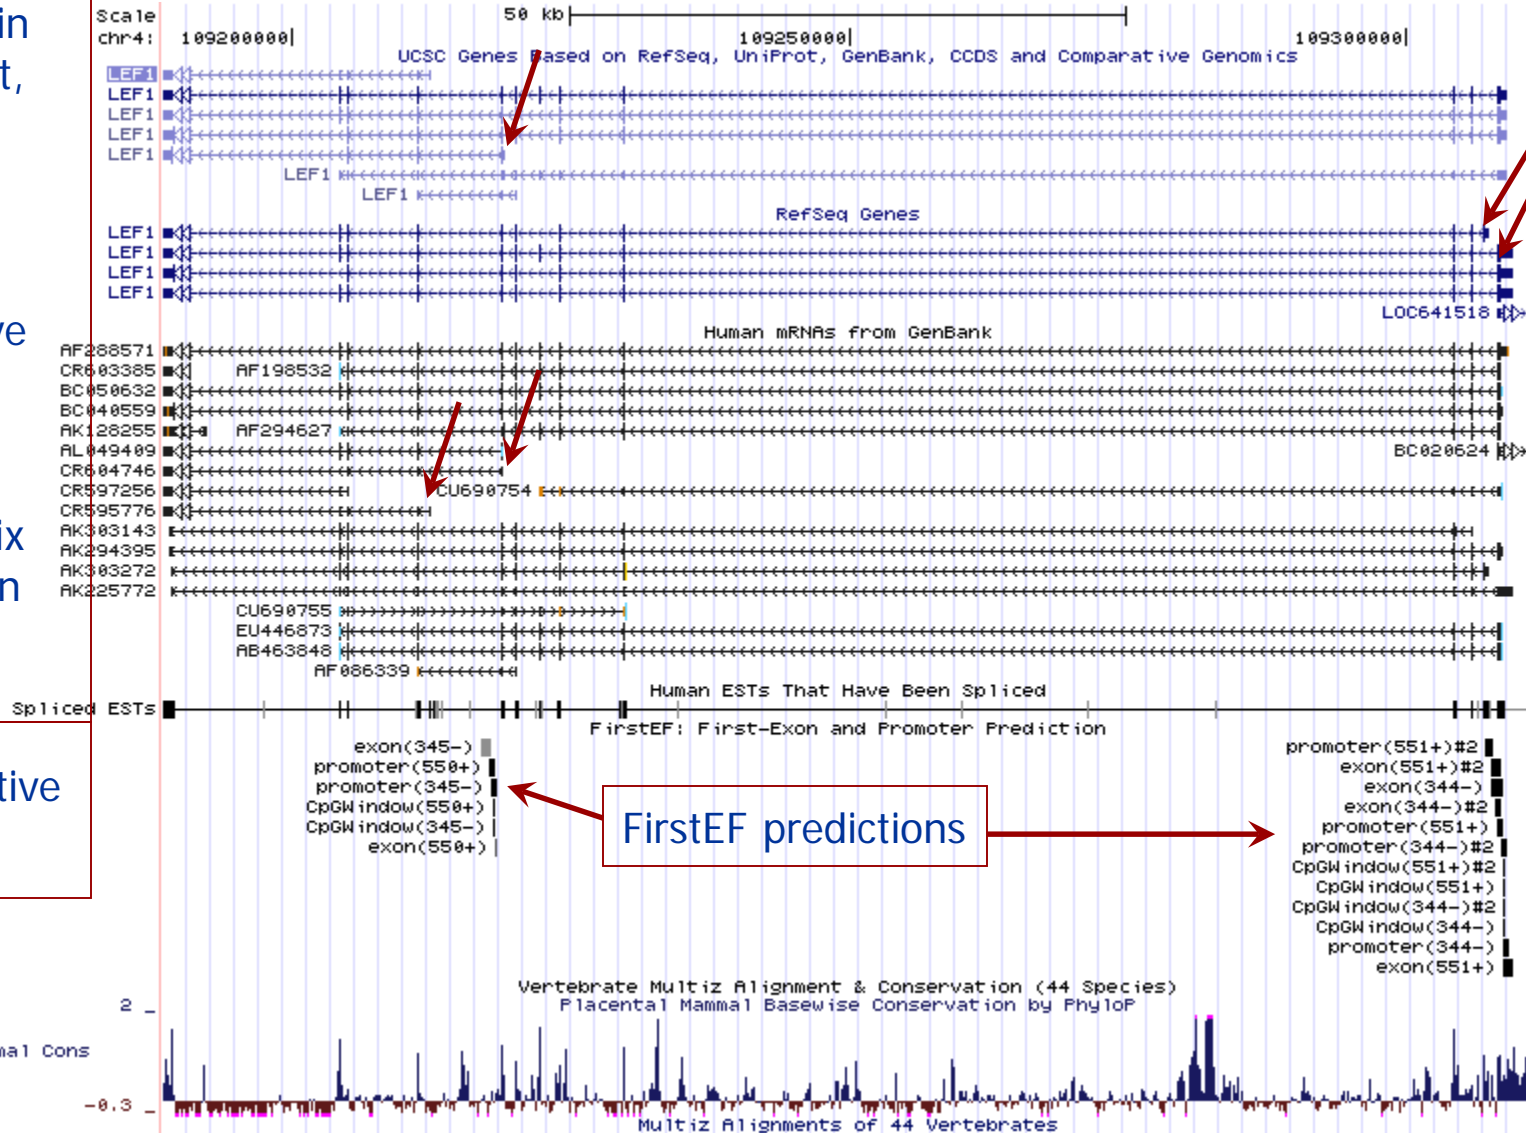 in
t,
ve
ix
n
tive
Scale
50 kb
chr4:
109200000|
109250000|
109300000|
UCSC Genes Based on RefSeq, UniProt, GenBank, CCDS and Comparative Genomics
LEF1
LEF1
LEF1
LEF1
LEF1
LEF1
LEF1
RefSeq Genes
LEF1
LEF1
LEF1
LEF1
LOC641518
Human mRNAs from GenBank
AF288571
CR603385
AF198532
BC050632
BC040559
AK128255
AF294627
AL049409
BC020624
CR604746
CR597256
CU690754
CR595776
AK303143
AK294395
AK303272
AK225772
CU690755
EU446873
AB463848
AF086339
Human ESTs That Have Been Spliced
Spliced ESTs
FirstEF: First-Exon and Promoter Prediction
exon(345-)
promoter(550+)
promoter(345-)
CpGWindow(550+)
CpGWindow(345-)
exon(550+)
FirstEF predictions
promoter(551+)#2
exon(551+)#2
exon(344-)
exon(344-)#2
promoter(551+)
promoter(344-)#2
CpGWindow(551+)#2
CpGWindow(551+)
CpGWindow(344-)#2
CpGWindow(344-)
promoter(344-)
exon(551+)
Vertebrate Multiz Alignment & Conservation (44 Species)
Placental Mammal Basewise Conservation by PhyloP
2 _
mal Cons
-0.3 _
Multiz Alignments of 44 Vertebrates